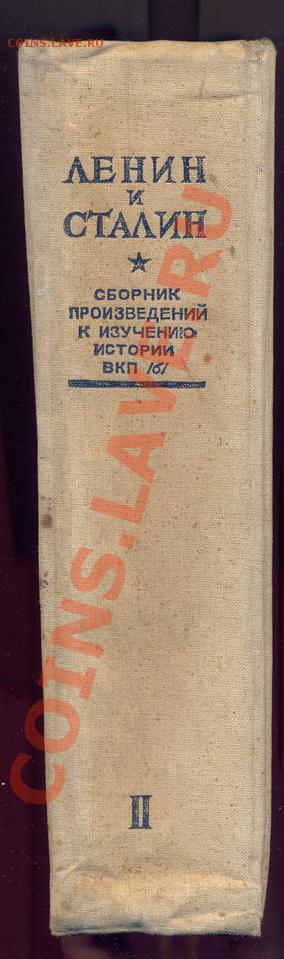 COINS.LAVE.RU
ЛЕНИН
И
СТАЛИН
СБОРНИК
ПРОИЗВЕДЕНИЙ
К ИЗУЧЕНИЮ
ИСТОРИИ
ВКП /б/
II
COINS.LAVE.RU